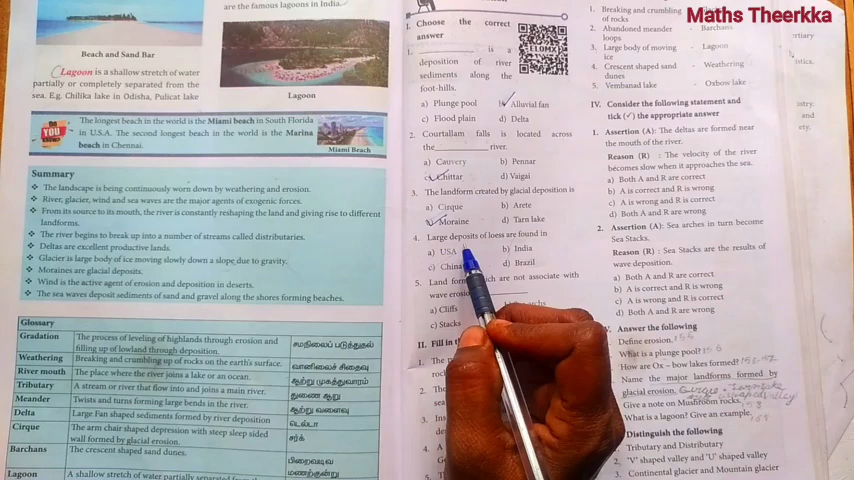 Maths Theerkka
are the famous lagoons in India.
Beach and Sand Bar
Lagoon is a shallow stretch of water
partially or completely separated from the
sea. E.g. Chilika lake in Odisha, Pulicat lake
Lagoon
DO YOU KNOW
The longest beach in the world is the Miami beach in South Florida
in U.S.A. The second longest beach in the world is the Marina
beach in Chennai.
Miami Beach
Summary
The landscape is being continuously worn down by weathering and erosion.
River, glacier, wind and sea waves are the major agents of exogenic forces.
From its source to its mouth, the river is constantly reshaping the land and giving rise to different
landforms.
The river begins to break into a number of streams called distributaries.
Deltas are excellent productive lands.
Glacier is large body of ice moving slowly down a slope due to gravity.
Moraines are glacial deposits.
Wind is the active agent of erosion and deposition in deserts.
The sea waves deposit sediments of sand and gravel along the shores forming beaches.
Glossary
Gradation The process of leveling of highlands through erosion and
filling up of lowland through deposition. சமநிலைப் படுத்துதல்
Weathering Breaking and crumbling up of rocks on the earth's surface. வானிலைச் சிதைவு
River mouth The place where the river joins a lake or an ocean. ஆற்று முகத்துவாரம்
Tributary A stream or river that flow into and joins a main river. துணை ஆறு
Meander Twists and turns forming large bends in the river. ஆற்று வளைவு
Delta Large Fan shaped sediments formed by river deposition டெல்டா
Cirque The arm chair shaped depression with steep slope sided
wall formed by glacial erosion. சர்க்
Barchans The crescent shaped sand dunes. பிறைவடிவ
மணற்குன்று
Lagoon A shallow stretch of water partially separated from
I. Choose the correct
answer
1. ________ is a
deposition of river
sediments along the
foot-hills.
a) Plunge pool b) Alluvial fan
c) Flood plain d) Delta
2. Courtallam falls is located across
the________ river.
a) Cauvery b) Pennar
c) Chittar d) Vaigai
3. The landform created by glacial deposition is
a) Cirque b) Arete
c) Moraine d) Tarn lake
4. Large deposits of loess are found in
a) USA b) India
c) China d) Brazil
5. Land which are not associate with
wave
a) Cliffs
c) Stacks
II. Fill in
1. Breaking and crumbling
of rocks
2. Abandoned meander - Barchans
loops
3. Large body of moving - Lagoon
ice
4. Crescent shaped sand - Weathering
dunes
5. Vembanad lake - Oxbow lake
IV. Consider the following statement and
tick (✓) the appropriate answer
1. Assertion (A): The deltas are formed near
the mouth of the river.
Reason (R) : The velocity of the river
becomes slow when it approaches the sea.
a) Both A and R are correct
b) A is correct and R is wrong
c) A is wrong and R is correct
d) Both A and R are wrong
2. Assertion (A): Sea arches in turn become
Sea Stacks.
Reason (R): Sea Stacks are the results of
wave deposition.
a) Both A and R are correct
b) A is correct and R is wrong
c) A is wrong and R is correct
d) Both A and R are wrong
Answer the following
Define erosion. 155
What is a plunge pool? 156
How are Ox – bow lakes formed?
Name the major landforms formed by
glacial erosion.
Give a note on Mushroom rocks.
What is a lagoon? Give an example.
Distinguish the following
1. Tributary and Distributary
2. 'V' shaped valley and 'U' shaped valley
3. Continental glacier and Mountain glacier